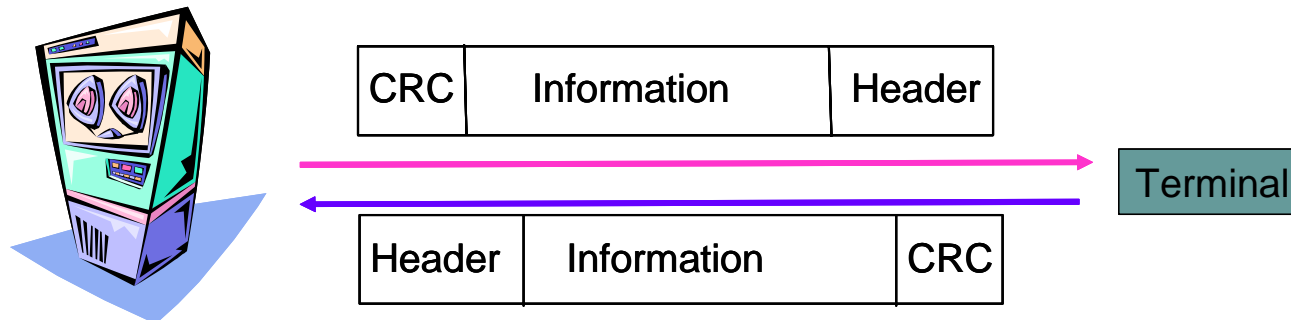 CRC Information Header
Terminal
Header Information CRC